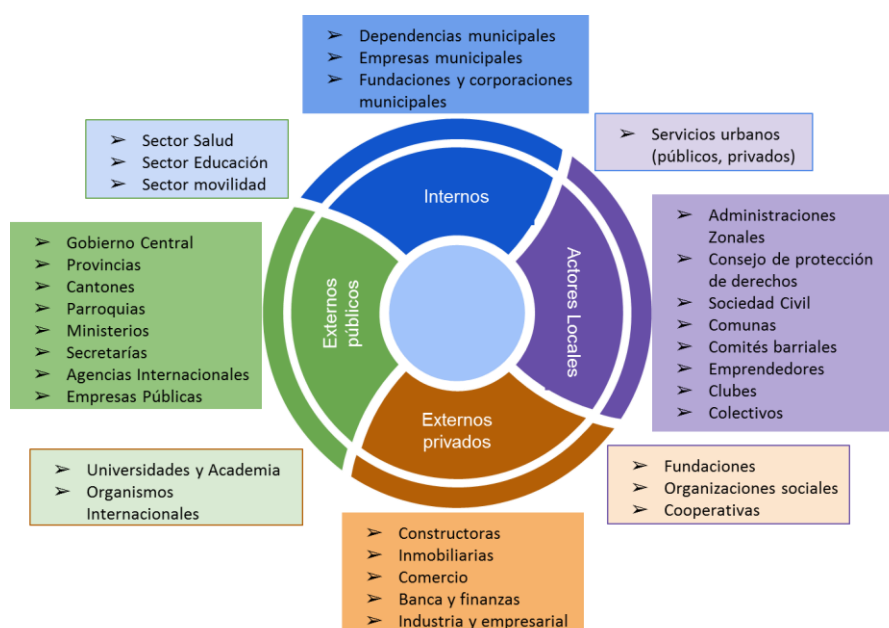 ➢ Dependencias municipales
➢ Empresas municipales
➢ Fundaciones y corporaciones
municipales
➢ Sector Salud
➢ Sector Educación
➢ Sector movilidad
➢ Servicios urbanos
(públicos, privados)
Internos
➢ Gobierno Central
➢ Provincias
➢ Cantones
➢ Parroquias
➢ Ministerios
➢ Secretarías
➢ Agencias Internacionales
➢ Empresas Públicas
Externos
públicos
Actores Locales
➢ Administraciones
Zonales
➢ Consejo de protección
de derechos
➢ Sociedad Civil
➢ Comunas
➢ Comités barriales
➢ Emprendedores
➢ Clubes
➢ Colectivos
Externos
privados
➢ Universidades y Academia
➢ Organismos
Internacionales
➢ Fundaciones
➢ Organizaciones sociales
➢ Cooperativas
➢ Constructoras
➢ Inmobiliarias
➢ Comercio
➢ Banca y finanzas
➢ Industria y empresarial